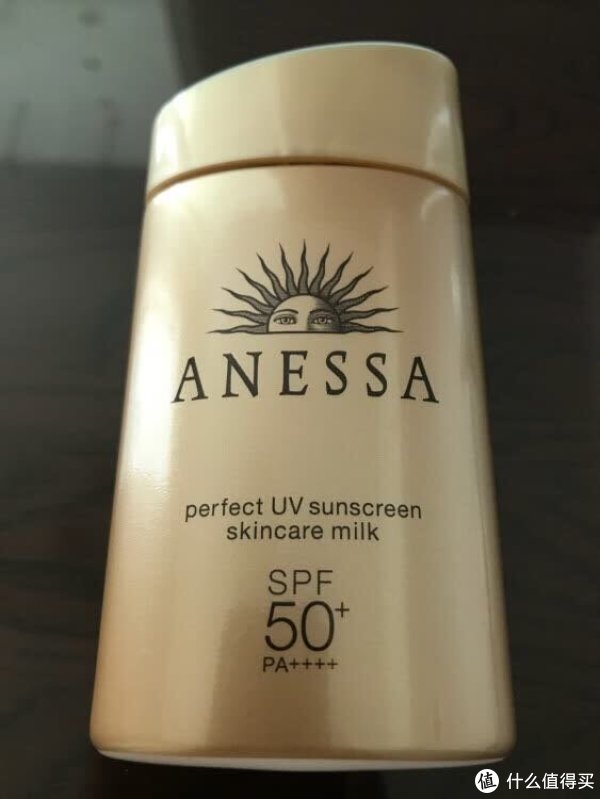 ANESSA
perfect UV sunscreen
skincare milk
SPF
50+
PA++++
值 什么值得买